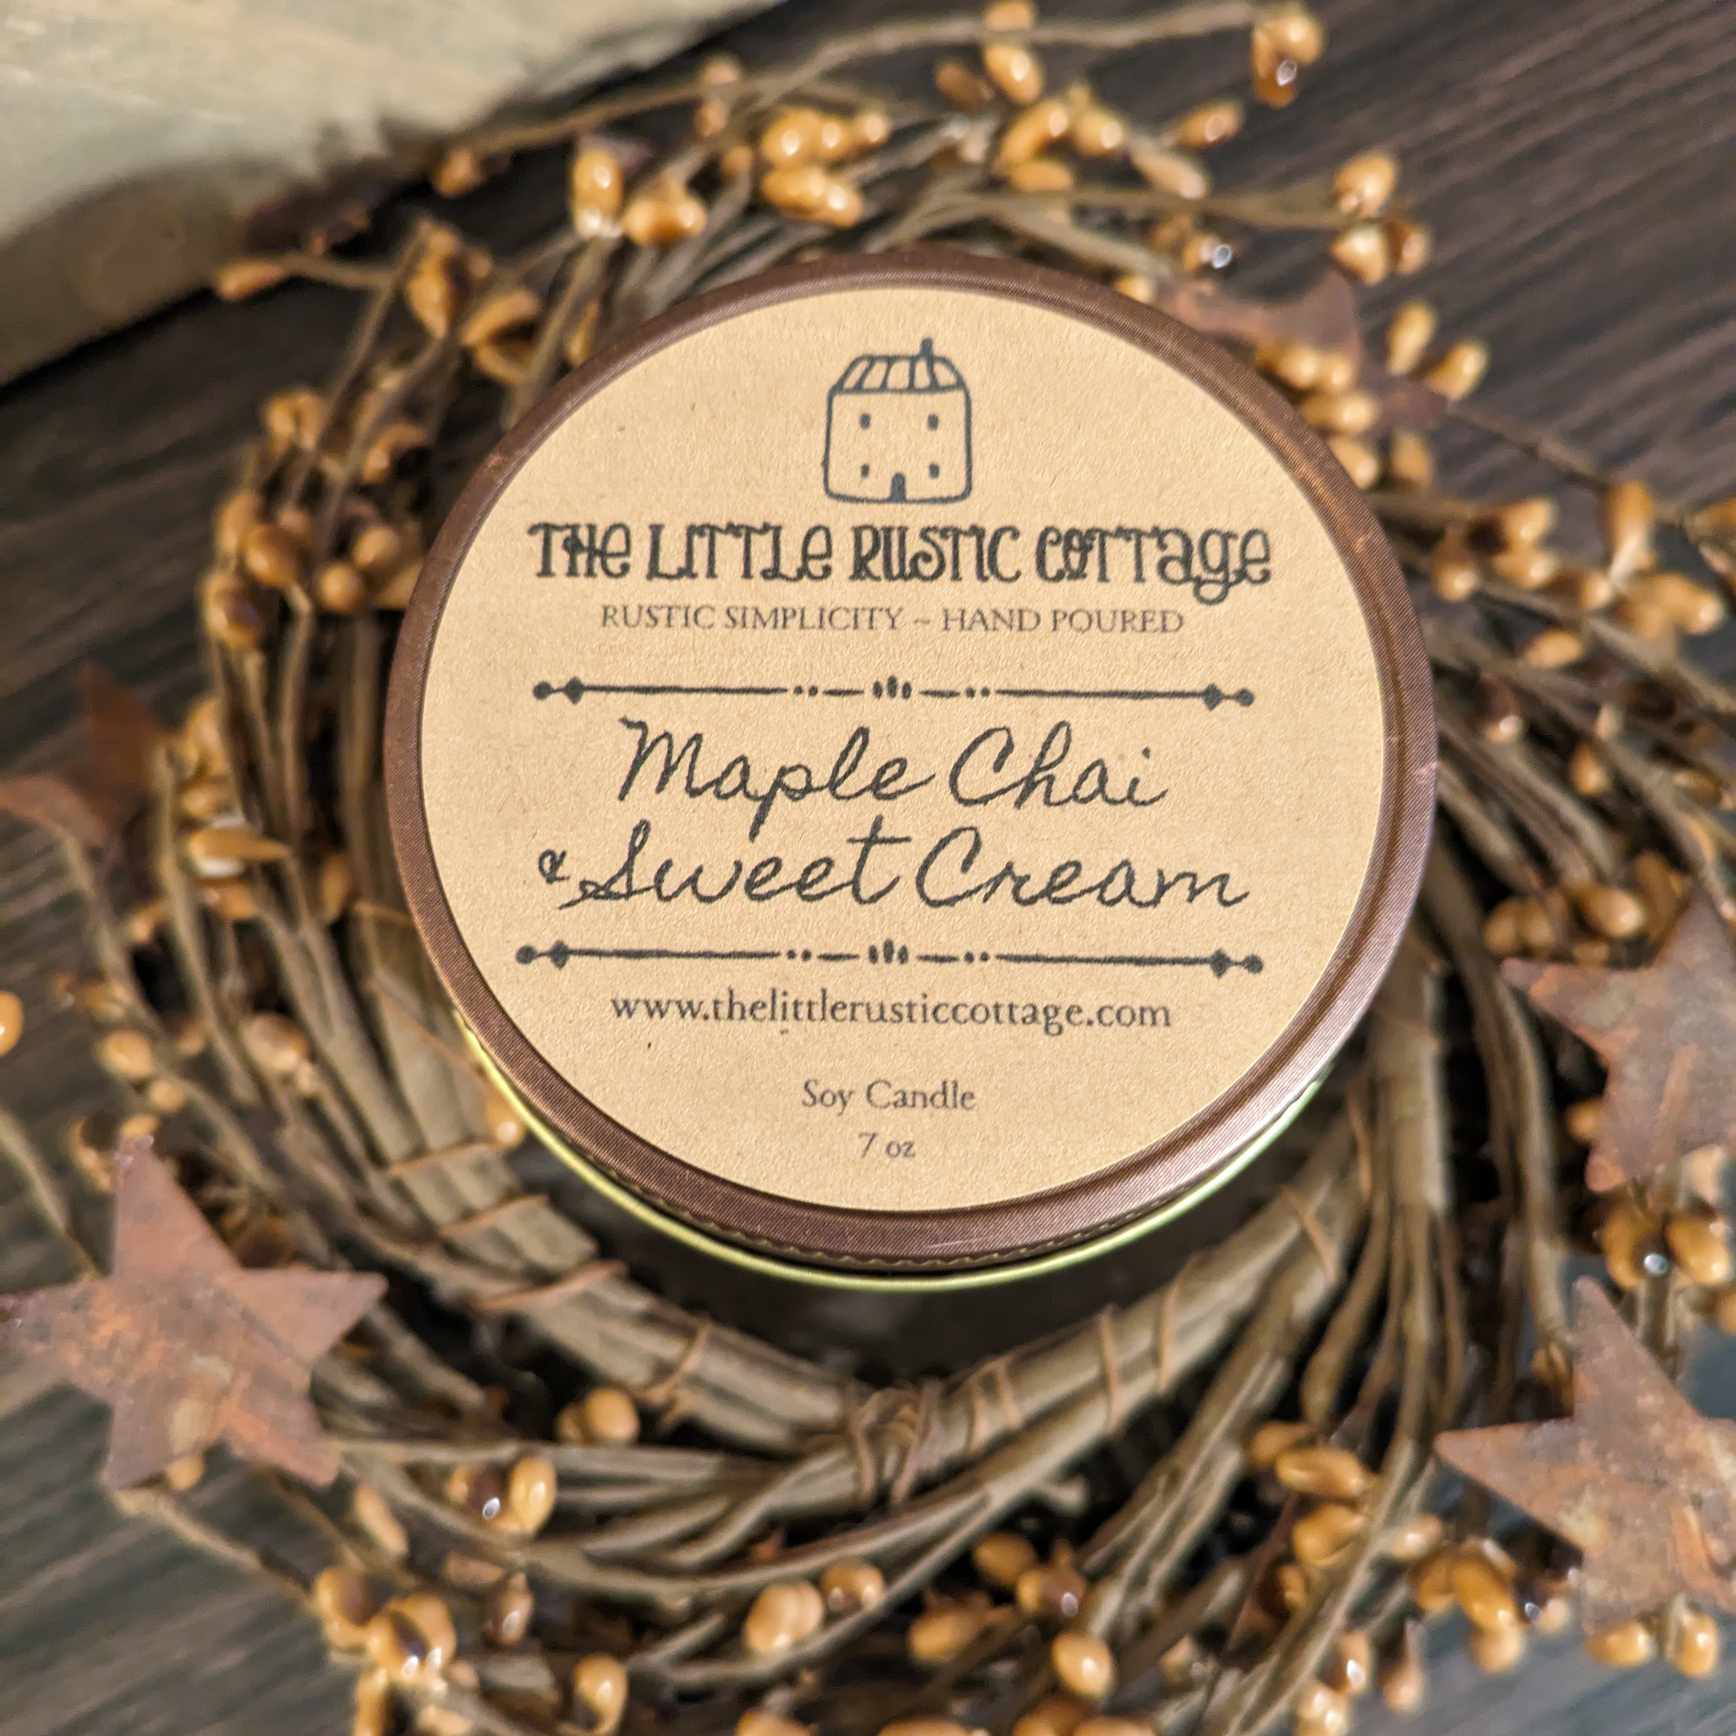 THE LITTLE RUSTIC COTTAGE
RUSTIC SIMPLICITY ~ HAND POURED
Maple Chai
& Sweet Cream
www.thelittlerusticcottage.com
Soy Candle
7 oz